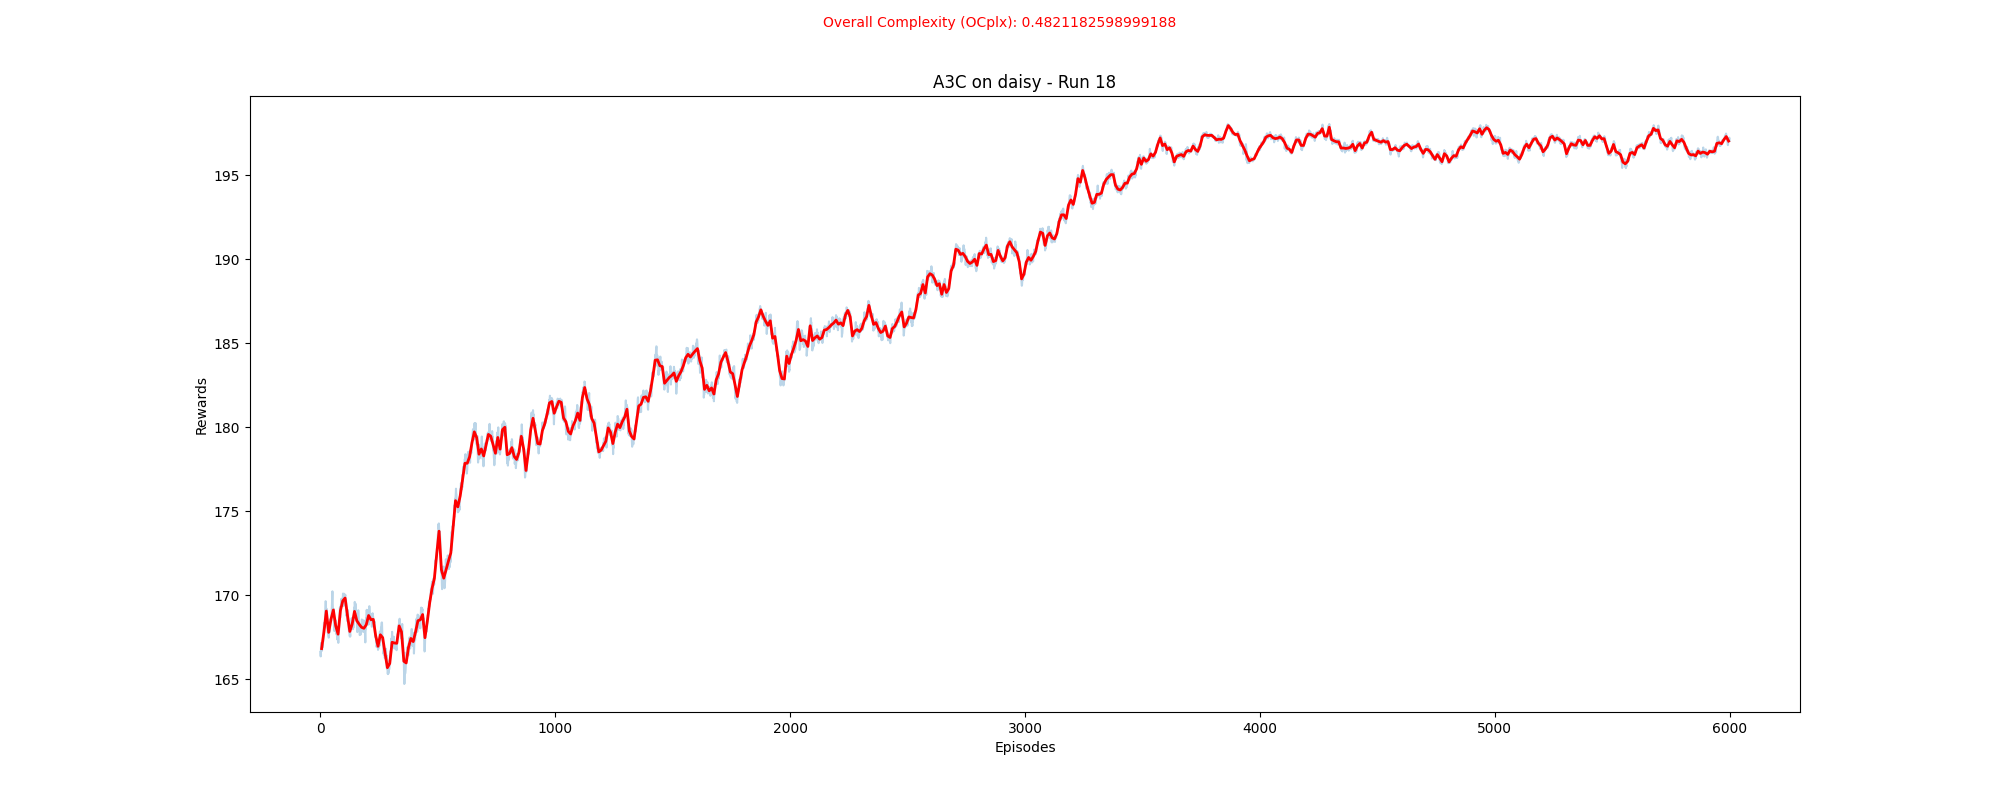 Overall Complexity (OCplx): 0.4821182598999188
A3C on daisy - Run 18
195
190
185
180
175
170
165
Rewards
0 1000 2000 3000 4000 5000 6000
Episodes